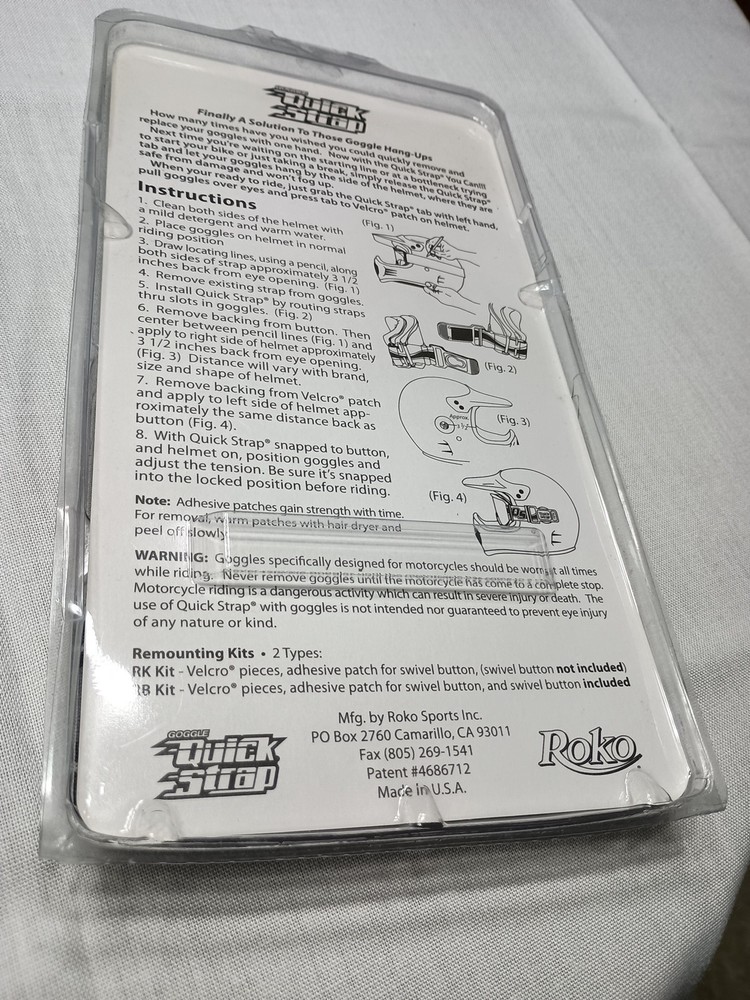 GOGGLE
Quick
Strap
Finally A Solution To Those Goggle Hang-Ups
How many times have you wished you could quickly remove and
replace your goggles with one hand. Now with the Quick Strap® You Can!!!
Next time you're waiting on the starting line or at a bottleneck trying
to start your bike or just taking a break, simply release the Quick Strap®
tab and let your goggles hang by the side of the helmet, where they are
safe from damage and won't fog up.
When your ready to ride, just grab the Quick Strap® tab with left hand,
pull goggles over eyes and press tab to Velcro® patch on helmet.
Instructions
1. Clean both sides of the helmet with
a mild detergent and warm water.
2. Place goggles on helmet in normal
riding position
3. Draw locating lines, using a pencil, along
both sides of strap approximately 3 1/2
inches back from eye opening. (Fig. 1)
4. Remove existing strap from goggles.
5. Install Quick Strap® by routing straps
thru slots in goggles. (Fig. 2)
6. Remove backing from button. Then
center between pencil lines (Fig. 1) and
apply to right side of helmet approximately
3 1/2 inches back from eye opening.
(Fig. 3) Distance will vary with brand,
size and shape of helmet.
7. Remove backing from Velcro® patch
and apply to left side of helmet app-
roximately the same distance back as
button (Fig. 4).
8. With Quick Strap® snapped to button,
and helmet on, position goggles and
adjust the tension. Be sure it's snapped
into the locked position before riding.
(Fig. 1)
(Fig. 2)
Approx.
3 1/2"
(Fig. 3)
(Fig. 4)
Note: Adhesive patches gain strength with time.
For removal, warm patches with hair dryer and
peel off slowly
WARNING: Goggles specifically designed for motorcycles should be worn at all times
while riding. Never remove goggles until the motorcycle has come to a complete stop.
Motorcycle riding is a dangerous activity which can result in severe injury or death. The
use of Quick Strap® with goggles is not intended nor guaranteed to prevent eye injury
of any nature or kind.
Remounting Kits • 2 Types:
RK Kit - Velcro® pieces, adhesive patch for swivel button, (swivel button not included)
RB Kit - Velcro® pieces, adhesive patch for swivel button, and swivel button included
GOGGLE
Quick
Strap
Mfg. by Roko Sports Inc.
PO Box 2760 Camarillo, CA 93011
Fax (805) 269-1541
Patent #4686712
Made in U.S.A.
Roko